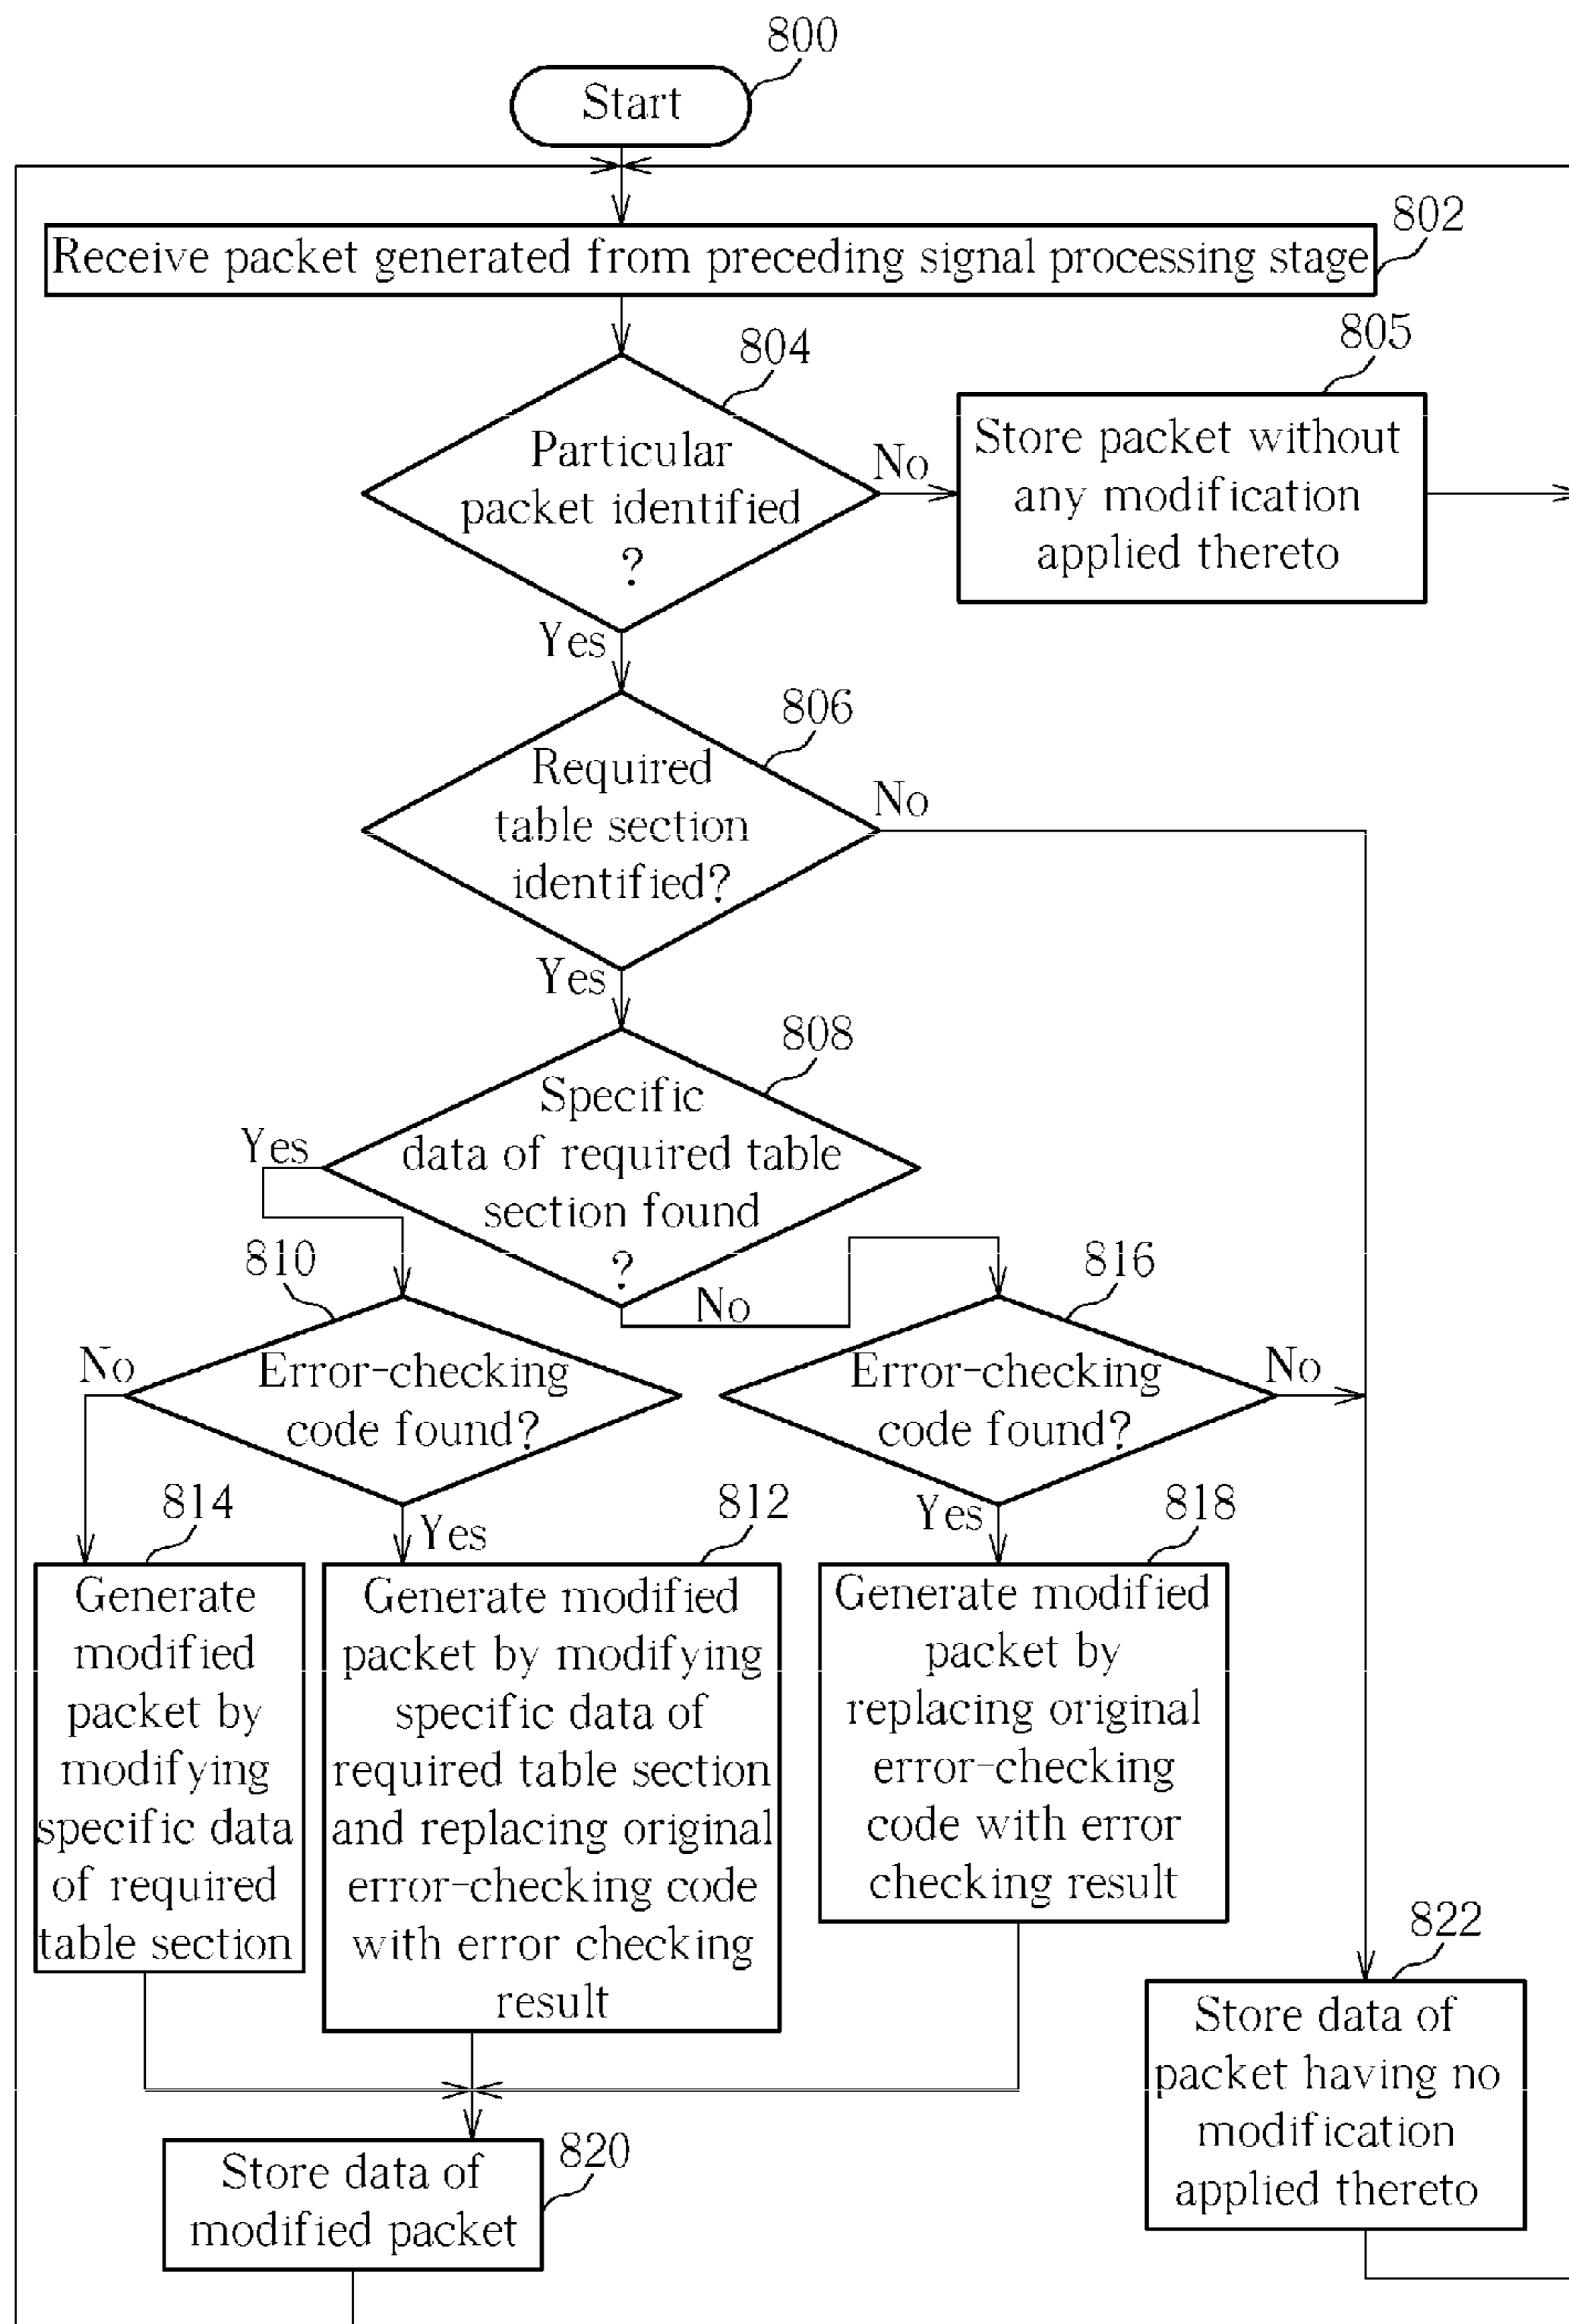 800
Start
802
Receive packet generated from preceding signal processing stage
804
805
Particular
packet identified
?
No
Store packet without
any modification
applied thereto
Yes
806
Required
table section
identified?
No
Yes
808
Specific
data of required table
section found
?
Yes
No
810
816
Error-checking
code found?
No
Error-checking
code found?
No
814
Yes
812
Yes
818
Generate
modified
packet by
modifying
specific data
of required
table section
Generate modified
packet by modifying
specific data of
required table section
and replacing original
error-checking code
with error checking
result
Generate modified
packet by
replacing original
error-checking
code with error
checking result
822
Store data of
packet having no
modification
applied thereto
820
Store data of
modified packet